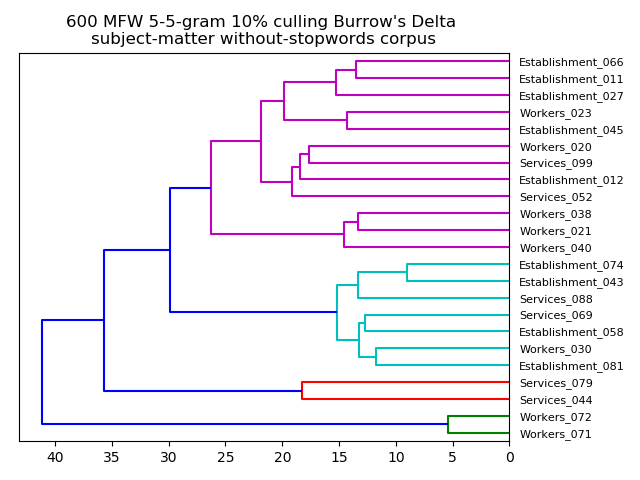 600 MFW 5-5-gram 10% culling Burrow's Delta
subject-matter without-stopwords corpus
Establishment_066
Establishment_011
Establishment_027
Workers_023
Establishment_045
Workers_020
Services_099
Establishment_012
Services_052
Workers_038
Workers_021
Workers_040
Establishment_074
Establishment_043
Services_088
Services_069
Establishment_058
Workers_030
Establishment_081
Services_079
Services_044
Workers_072
Workers_071
40 35 30 25 20 15 10 5 0